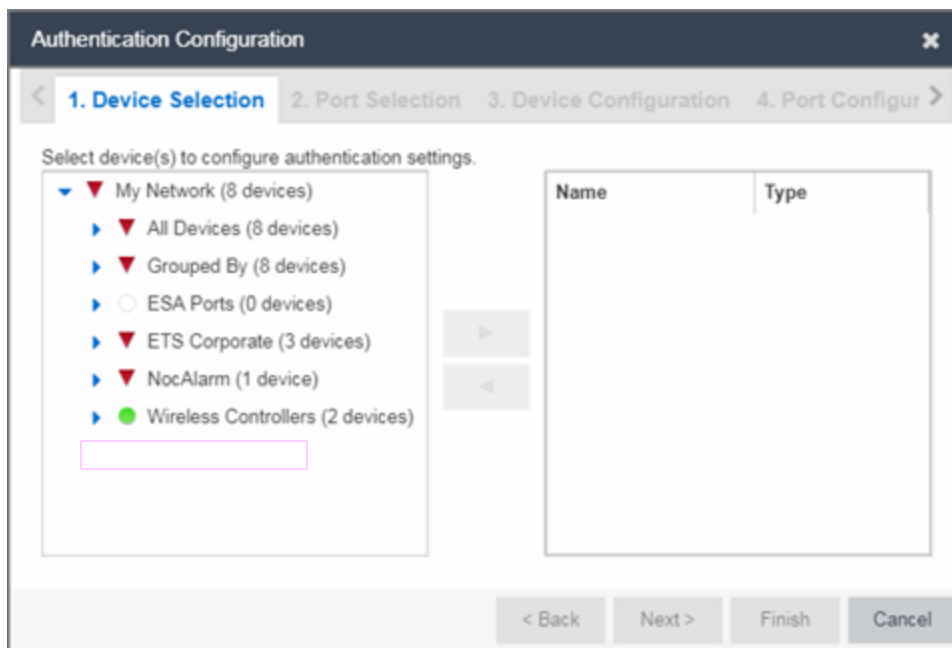 Authentication Configuration
1. Device Selection 2. Port Selection 3. Device Configuration 4. Port Configur
Select device(s) to configure authentication settings.
My Network (8 devices)
All Devices (8 devices)
Grouped By (8 devices)
ESA Ports (0 devices)
ETS Corporate (3 devices)
NocAlarm (1 device)
Wireless Controllers (2 devices)
Name Type
< Back Next > Finish Cancel